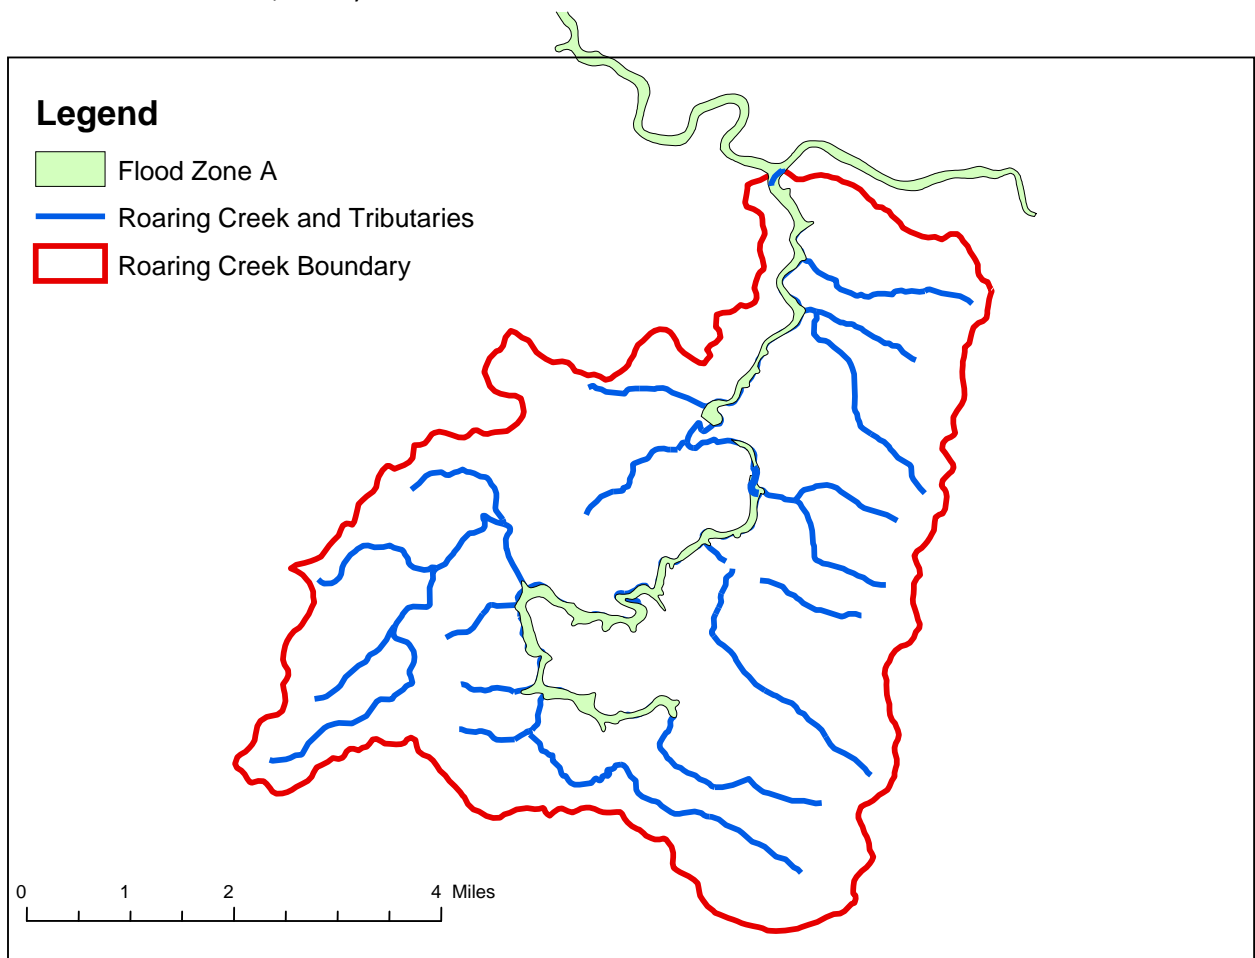 Legend
Flood Zone A
Roaring Creek and Tributaries
Roaring Creek Boundary
0 1 2 4 Miles